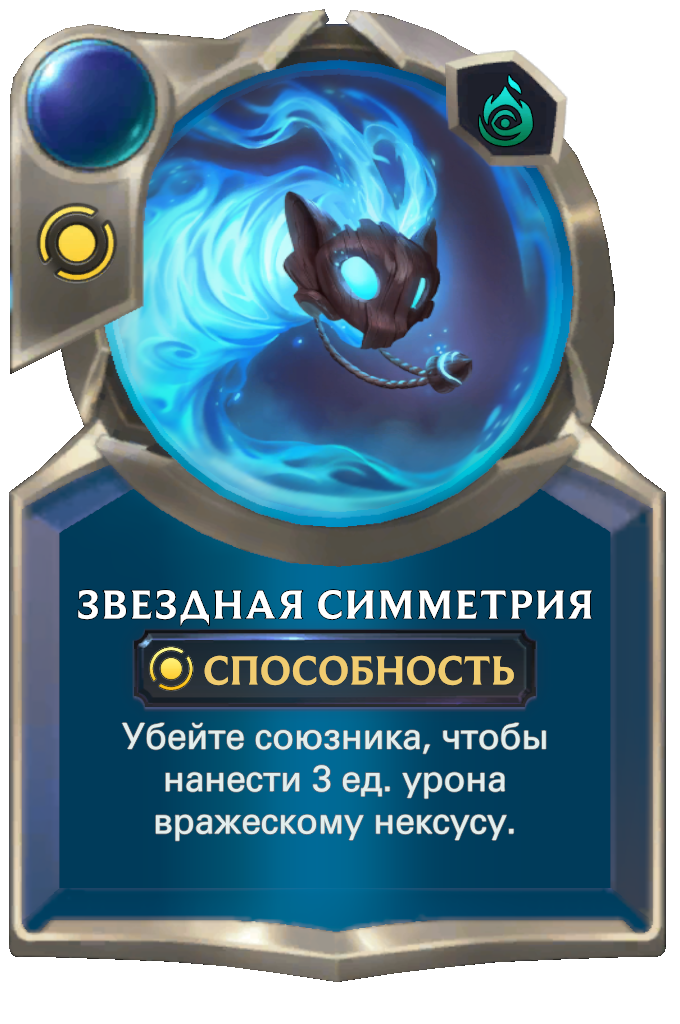 ЗВЕЗДНАЯ СИММЕТРИЯ
СПОСОБНОСТЬ
Убейте союзника, чтобы
нанести 3 ед. урона
вражескому нексусу.